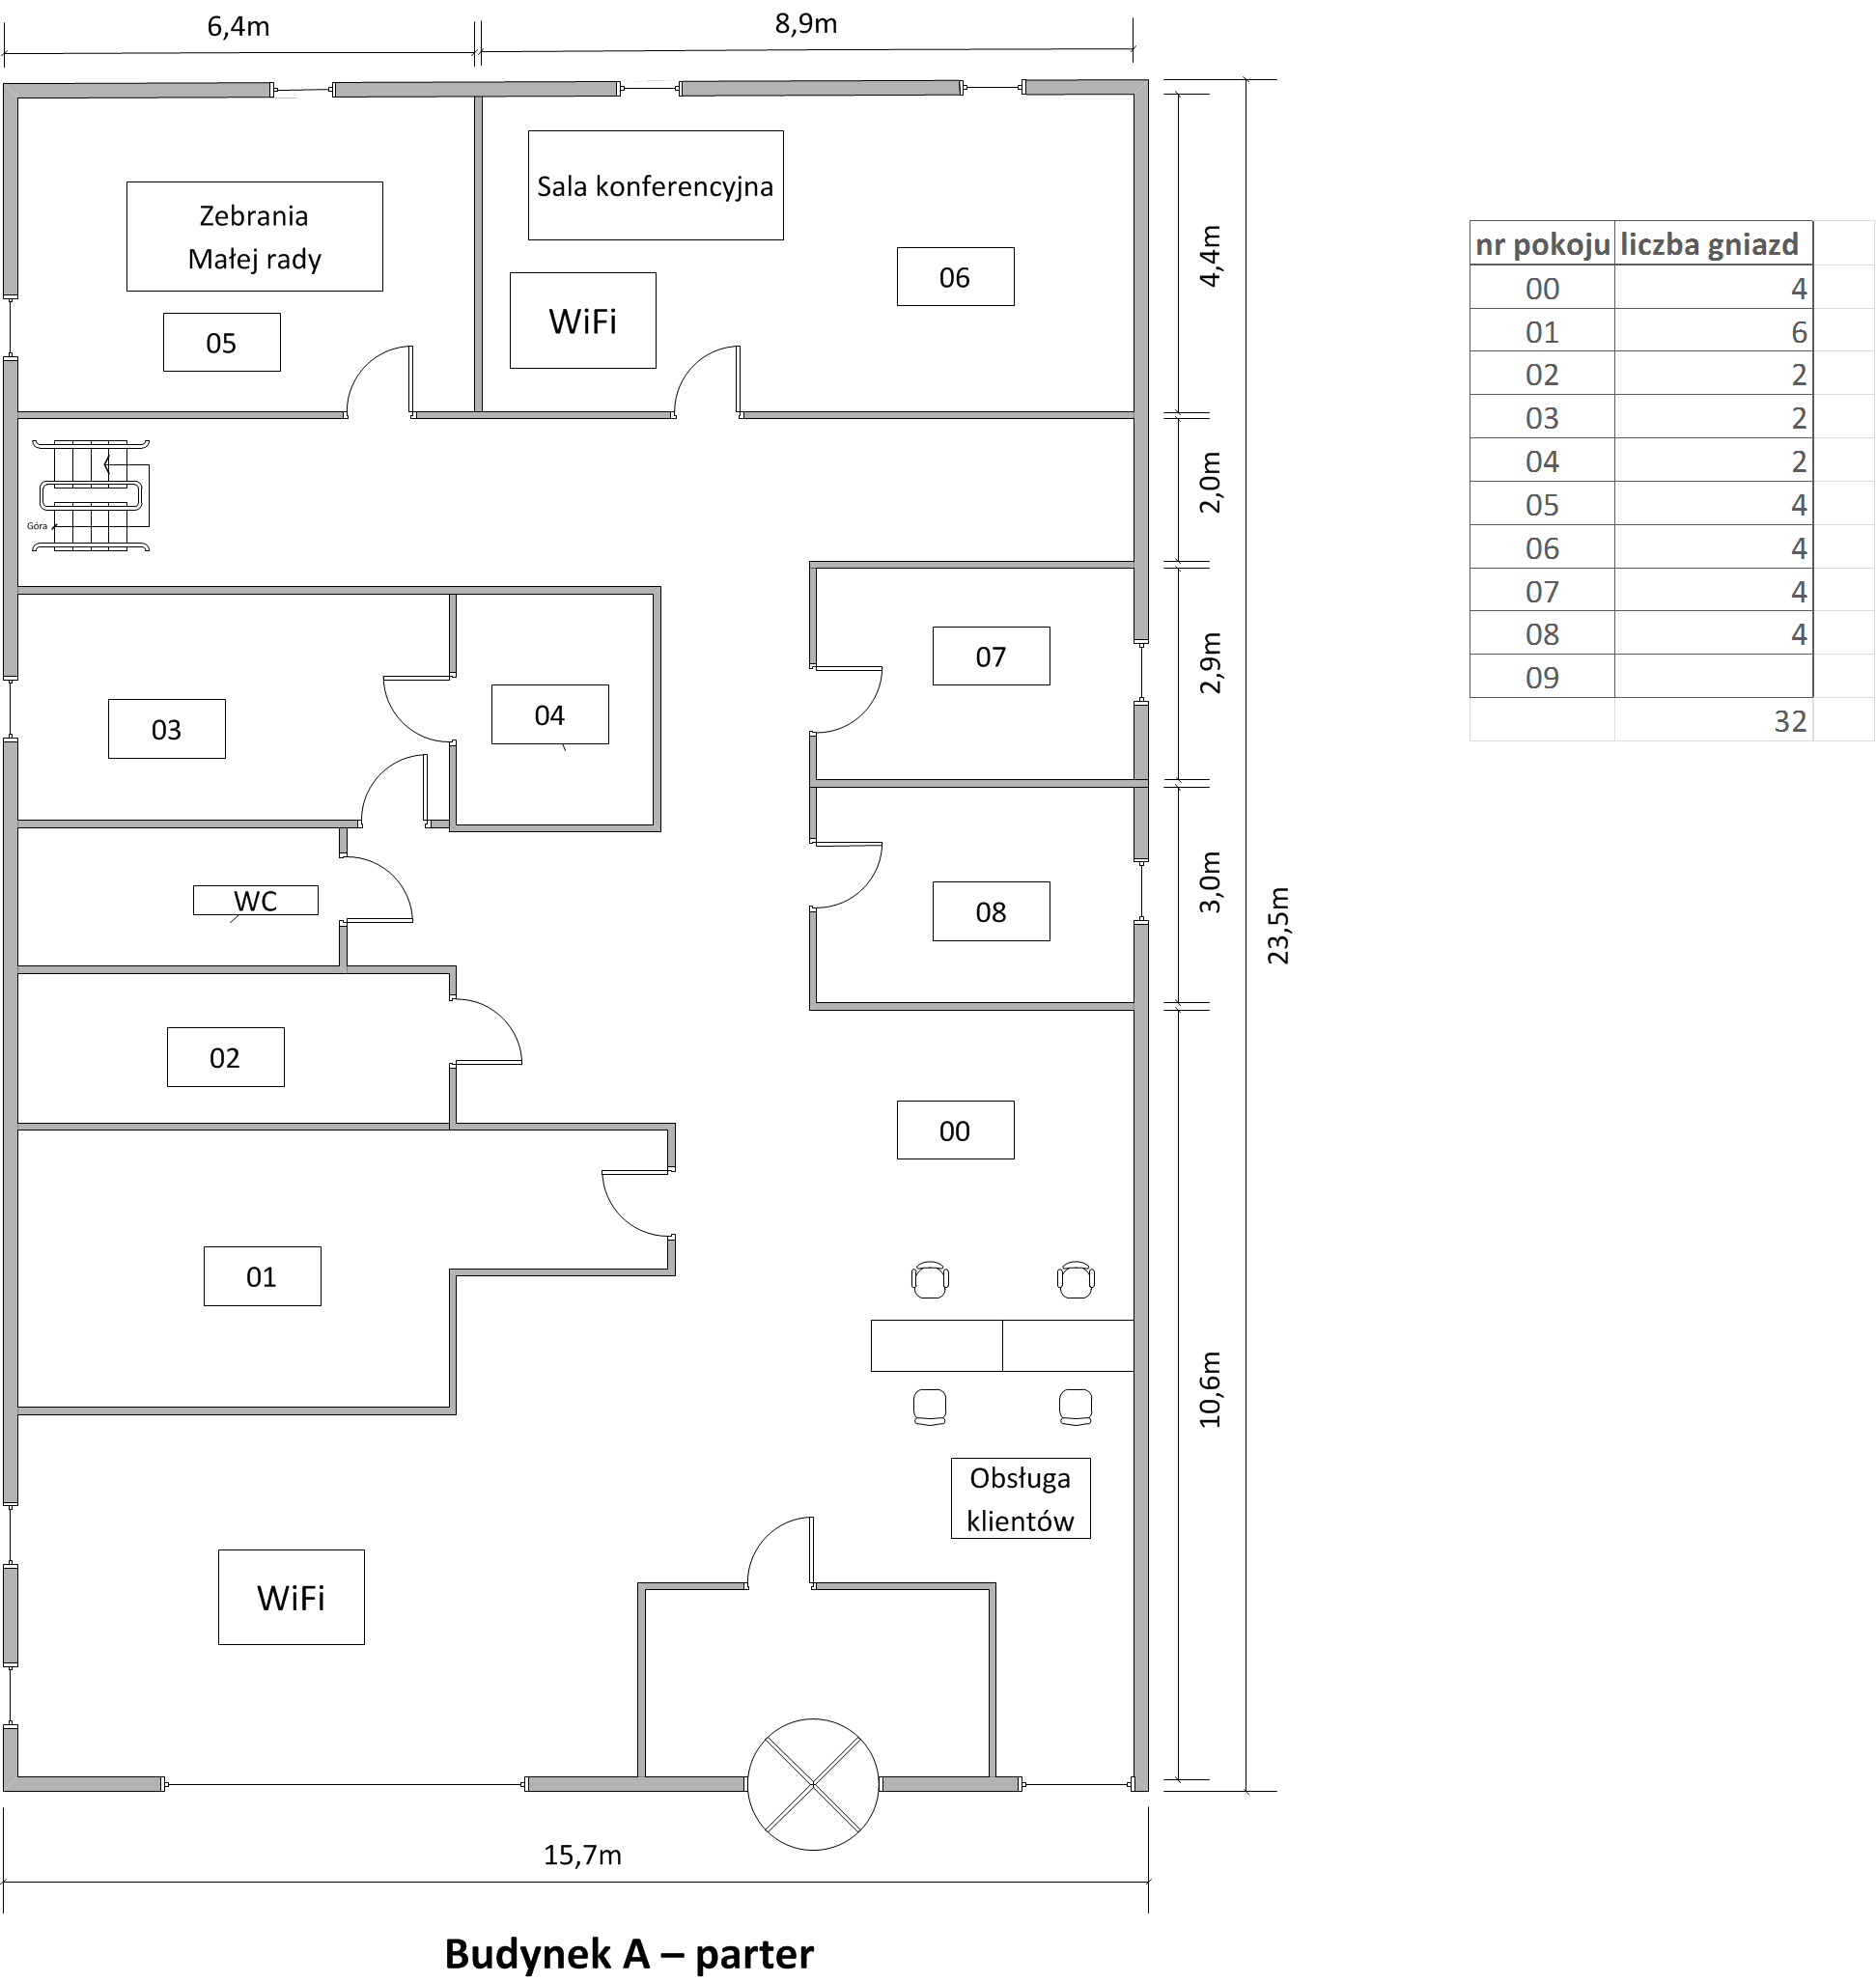 6,4m
8,9m
Zebrania
Małej rady
05
Sala konferencyjna
WiFi
06
4,4m
nr pokoju liczba gniazd
00 4
01 6
02 2
03 2
04 2
05 4
06 4
07 4
08 4
09
32
Góra
2,0m
03
04
07
2,9m
WC
08
3,0m
23,5m
02
00
01
10,6m
Obsługa
klientów
WiFi
15,7m
Budynek A – parter